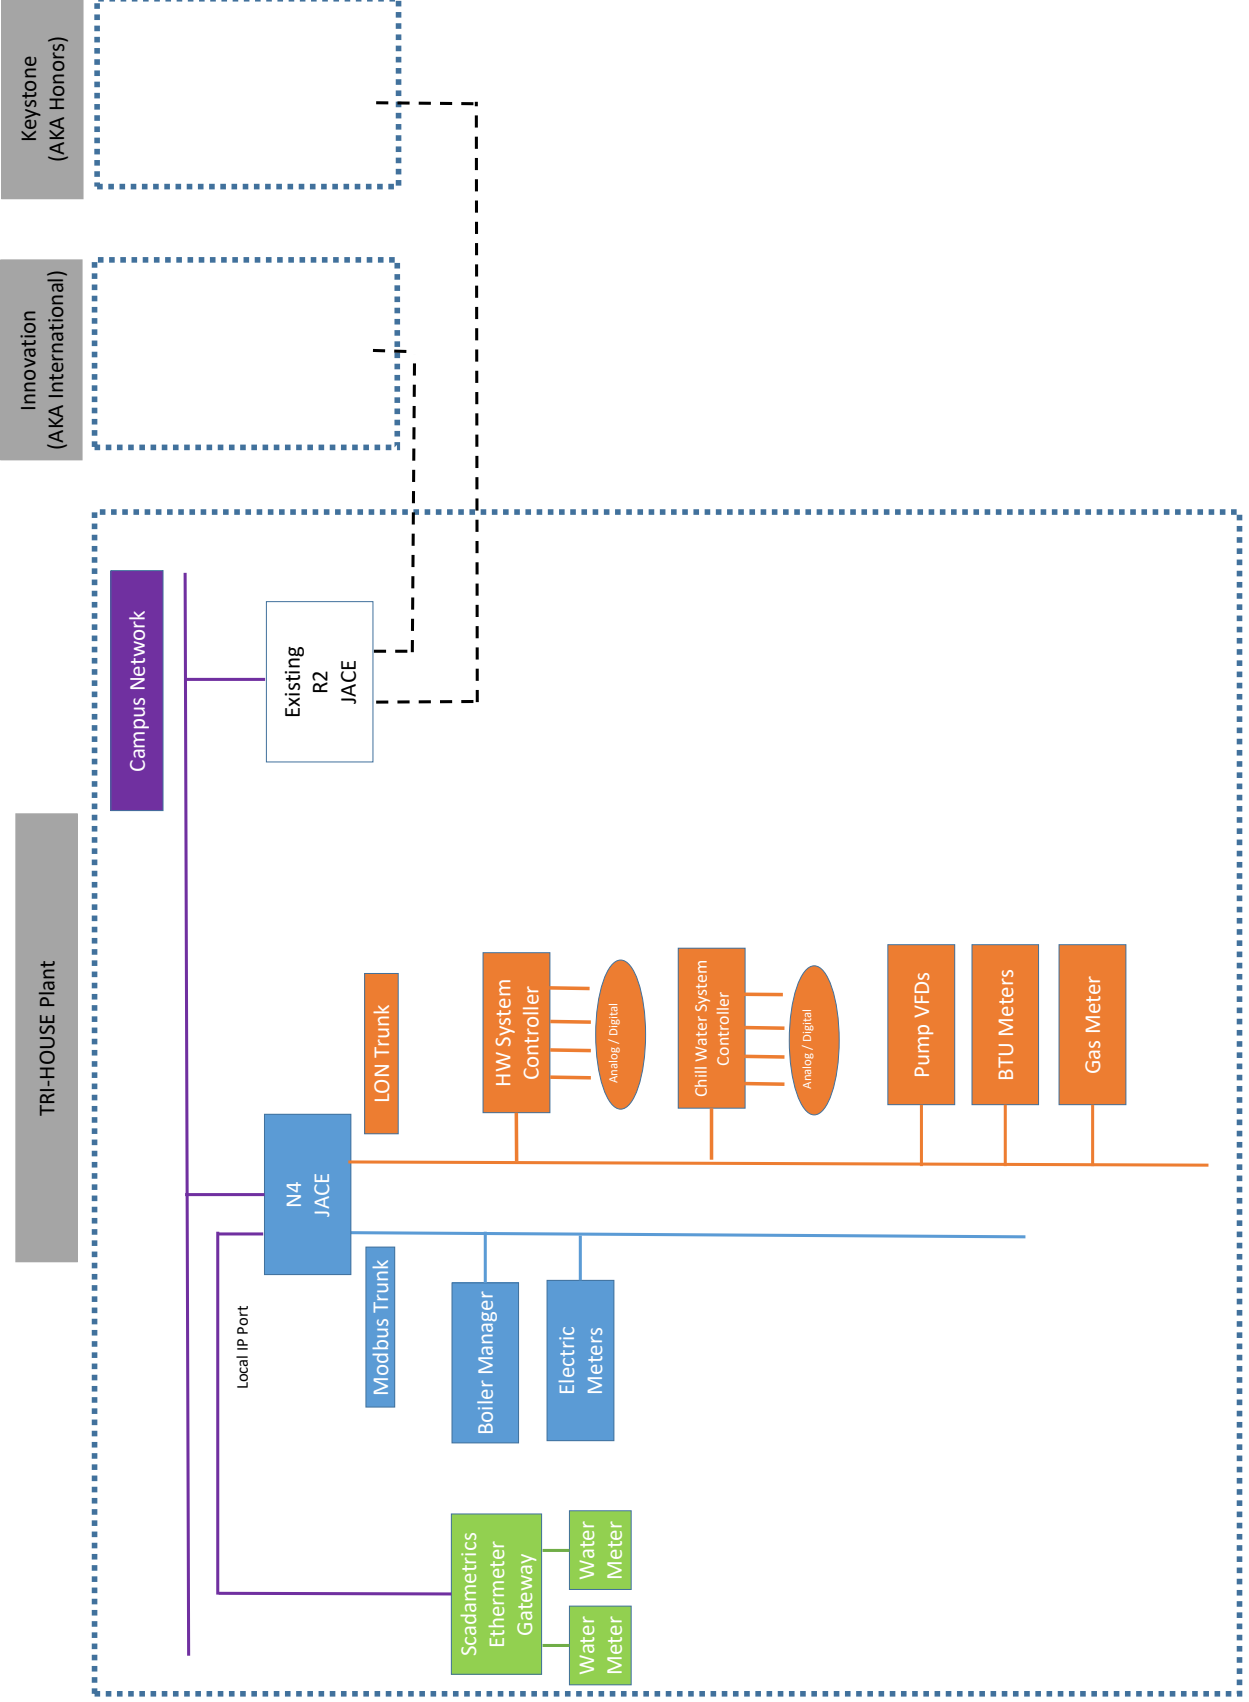 TRI-HOUSE Plant
Innovation
(AKA International)
Keystone
(AKA Honors)
Campus Network
Local IP Port
N4
JACE
Existing
R2
JACE
Modbus Trunk
LON Trunk
Scadametrics
Ethermeter
Gateway
Water
Meter
Water
Meter
Boiler Manager
Electric
Meters
HW System
Controller
Analog / Digital
Chill Water System
Controller
Analog / Digital
Pump VFDs
BTU Meters
Gas Meter